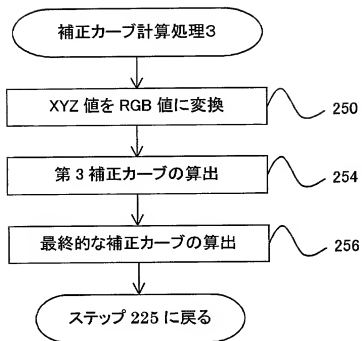 補正カーブ計算処理3
XYZ 値を RGB 値に変換
250
第3補正カーブの算出
254
最終的な補正カーブの算出
256
ステップ 225 に戻る